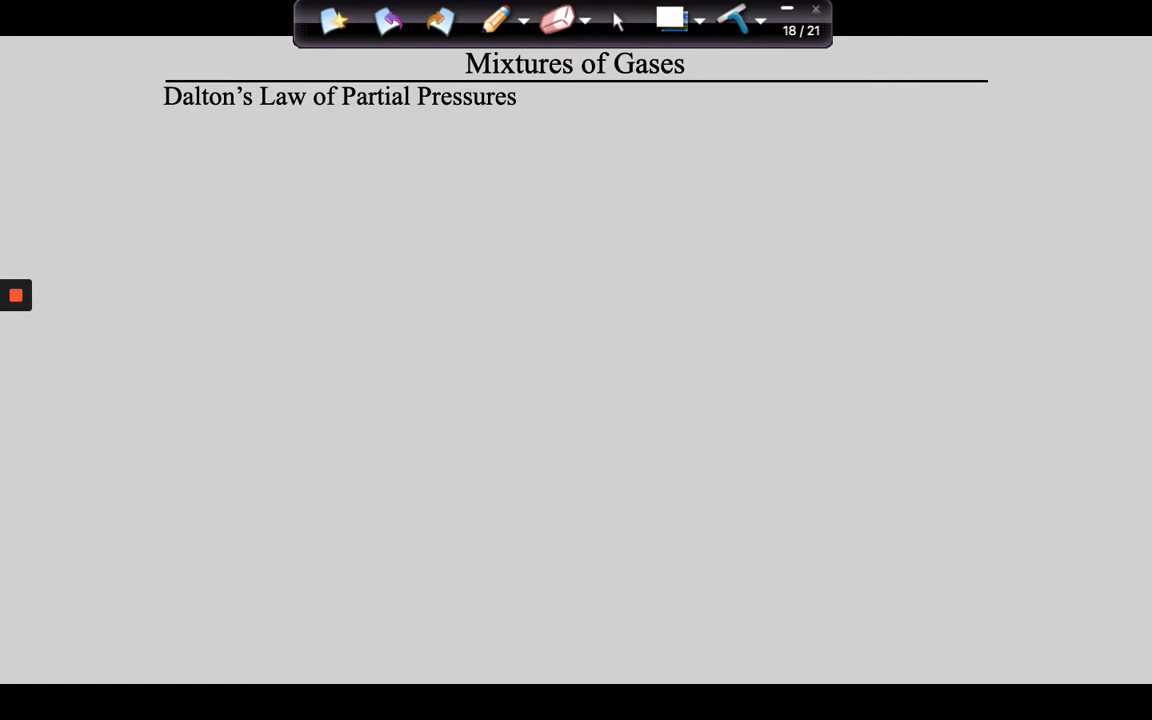 18 / 21
Mixtures of Gases
Dalton’s Law of Partial Pressures